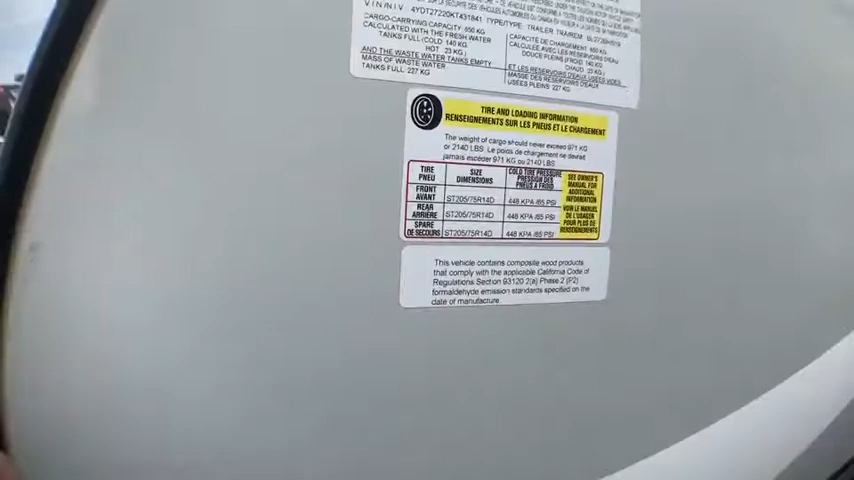 V I N / N I V 4YDT27220KT431841 TYPE/TYPE TRAILER
CARGO-CARRYING CAPACITY 650 KG
CALCULATED WITH THE FRESH WATER
TANKS FULL (COLD 140 KG
HOT 23 KG)
AND THE WASTE WATER TANKS EMPTY
MASS OF WASTE WATER
TANKS FULL 227 KG
CAPACITE DE CHARGEMENT 650 KG
CALCULEE AVEC LES RESERVOIRS D'EAU
DOUCE PLEINS (FROID 140 KG
CHAUD 23 KG)
ET LES RESERVOIRS D'EAUX USEES VIDES
MASSE DES RESERVOIRS D'EAUX
USEES PLEINS 227 KG
TIRE AND LOADING INFORMATION
RENSEIGNEMENTS SUR LES PNEUS ET LE CHARGEMENT
The weight of cargo should never exceed 971 KG
or 2140 LBS. Le poids de chargement ne devrait
jamais excéder 971 KG ou 2140 LBS.
TIRE
PNEU
SIZE
DIMENSIONS
COLD TIRE PRESSURE
PRESSION DES
PNEUS A FROID
FRONT
AVANT
ST205/75R14D 448 KPA /65 PSI
REAR
ARRIÈRE
ST205/75R14D 448 KPA /65 PSI
SPARE
DE SECOURS
ST205/75R14D 448 KPA /65 PSI
SEE OWNER'S
MANUAL FOR
ADDITIONAL
INFORMATION
VOIR LE MANUEL
DE L'USAGER
POUR PLUS DE
RENSEIGNEMENTS
This vehicle contains composite wood products
that comply with the applicable California Code of
Regulations Section 93120 2(a) Phase 2 (P2)
formaldehyde emission standards specified on the
date of manufacture.